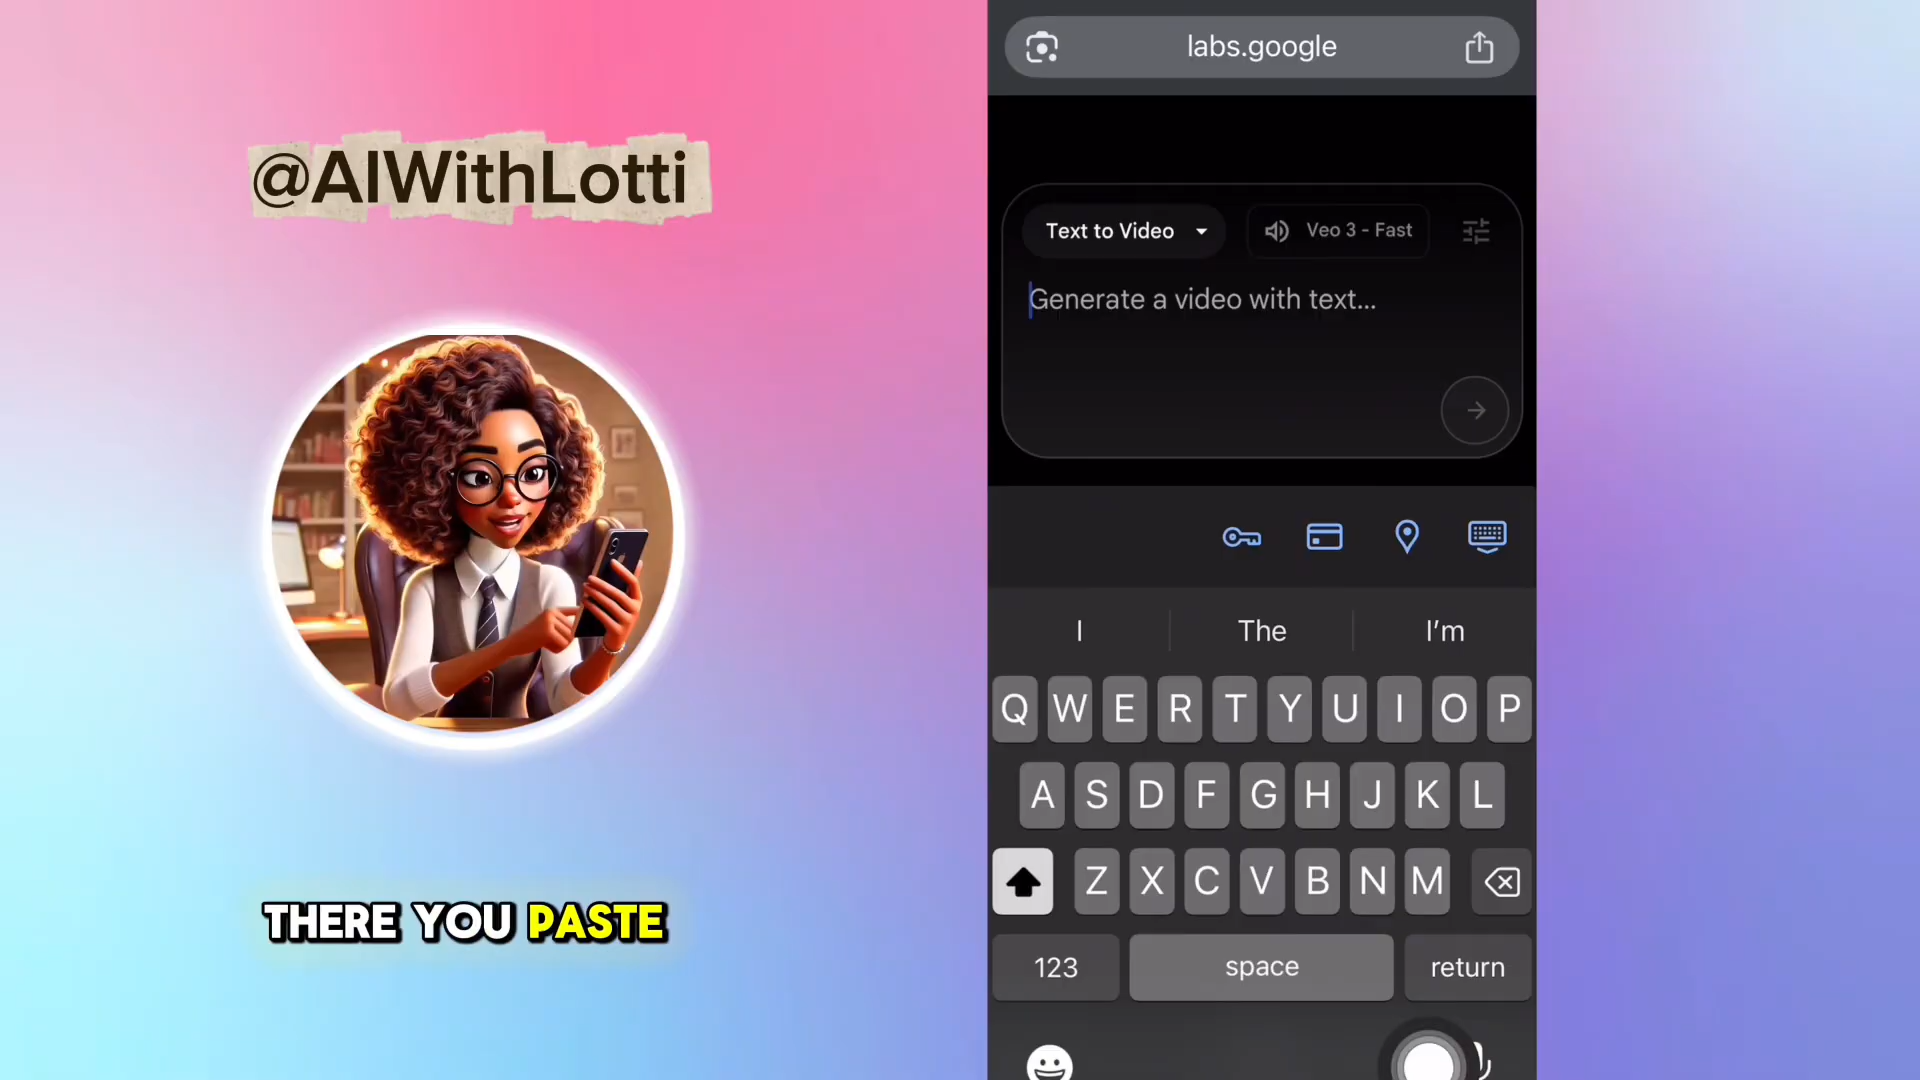 @AIWithLotti
THERE YOU PASTE
labs.google
Text to Video
Veo 3 - Fast
Generate a video with text...
I
The
I'm
Q W E R T Y U I O P
A S D F G H J K L
Z X C V B N M
123
space
return